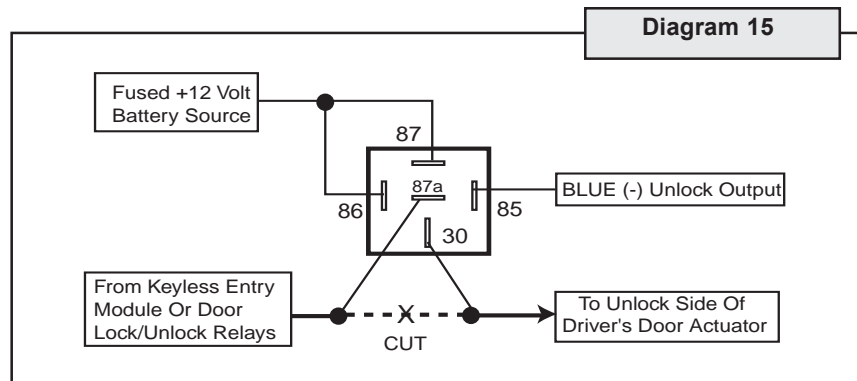 Diagram 15
Fused +12 Volt
Battery Source
87
87a
86
85
30
BLUE (-) Unlock Output
From Keyless Entry
Module Or Door
Lock/Unlock Relays
X
CUT
To Unlock Side Of
Driver's Door Actuator